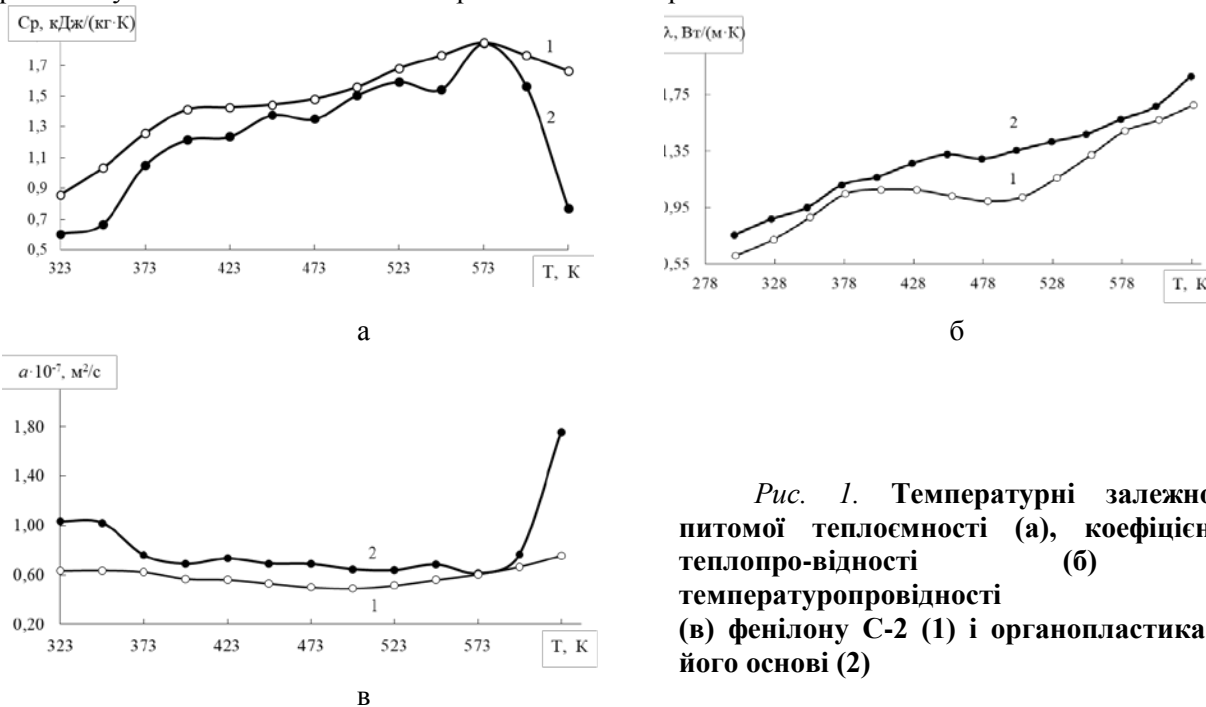 Ср, кДж/(кг·К)
1,7
1,5
1,3
1,1
0,9
0,7
0,5
323 373 423 473 523 573 Т, К
1
2
а
λ, Вт/(м·К)
1,75
1,35
0,95
0,55
278 328 378 428 478 528 578 Т, К
2
1
б
a·10-7, м2/с
1,80
1,40
1,00
0,60
0,20
323 373 423 473 523 573 Т, К
2
1
в
Рис. 1. Температурні залежно
питомої теплоємності (а), коефіцієн
теплопро-відності (б)
температуропровідності
(в) фенілону С-2 (1) і органопластика
його основі (2)